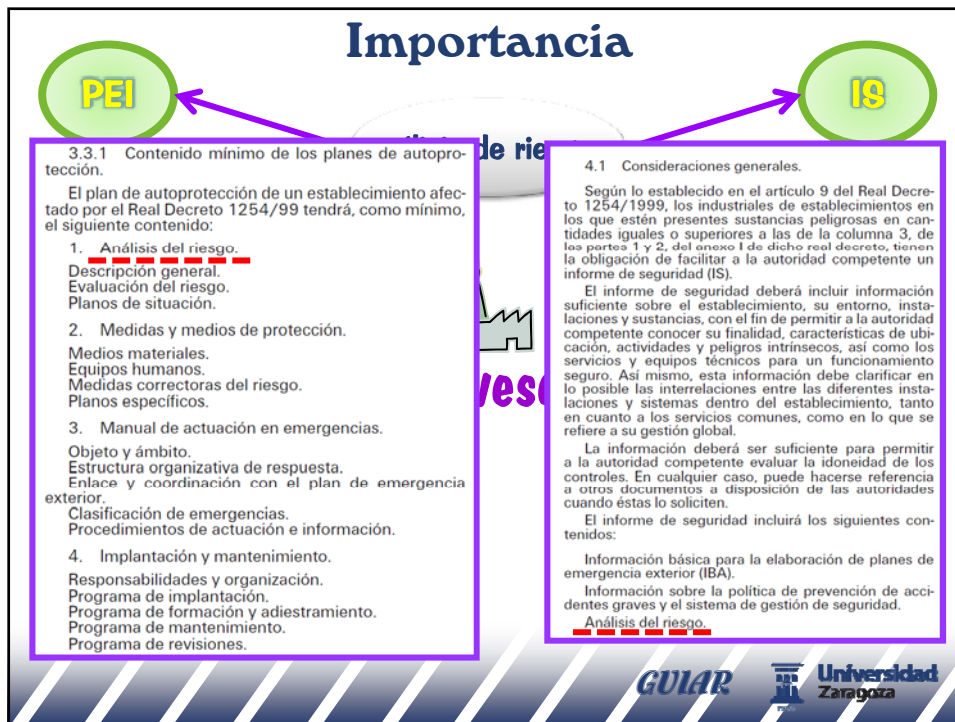 Importancia
PEI
IS
de rie
3.3.1 Contenido mínimo de los planes de autopro-
tección.
El plan de autoprotección de un establecimiento afec-
tado por el Real Decreto 1254/99 tendrá, como mínimo,
el siguiente contenido:
1. Análisis del riesgo.
Descripción general.
Evaluación del riesgo.
Planos de situación.
2. Medidas y medios de protección.
Medios materiales.
Equipos humanos.
Medidas correctoras del riesgo.
Planos específicos.
3. Manual de actuación en emergencias.
Objeto y ámbito.
Estructura organizativa de respuesta.
Enlace y coordinación con el plan de emergencia
exterior.
Clasificación de emergencias.
Procedimientos de actuación e información.
4. Implantación y mantenimiento.
Responsabilidades y organización.
Programa de implantación.
Programa de formación y adiestramiento.
Programa de mantenimiento.
Programa de revisiones.
4.1 Consideraciones generales.
Según lo establecido en el artículo 9 del Real Decre-
to 1254/1999, los industriales de establecimientos en
los que estén presentes sustancias peligrosas en can-
tidades iguales o superiores a las de la columna 3, de
las partes 1 y 2, del anexo I de dicho real decreto, tienen
la obligación de facilitar a la autoridad competente un
informe de seguridad (IS).
El informe de seguridad deberá incluir información
suficiente sobre el establecimiento, su entorno, insta-
laciones y sustancias, con el fin de permitir a la autoridad
competente conocer su finalidad, características de ubi-
cación, actividades y peligros intrínsecos, así como los
servicios y equipos técnicos para un funcionamiento
seguro. Así mismo, esta información debe clarificar en
lo posible las interrelaciones entre las diferentes insta-
laciones y sistemas dentro del establecimiento, tanto
en cuanto a los servicios comunes, como en lo que se
refiere a su gestión global.
La información deberá ser suficiente para permitir
a la autoridad competente evaluar la idoneidad de los
controles. En cualquier caso, puede hacerse referencia
a otros documentos a disposición de las autoridades
cuando éstas lo soliciten.
El informe de seguridad incluirá los siguientes con-
tenidos:
Información básica para la elaboración de planes de
emergencia exterior (IBA).
Información sobre la política de prevención de acci-
dentes graves y el sistema de gestión de seguridad.
Análisis del riesgo.
GUIAR
Universidad
Zaragoza